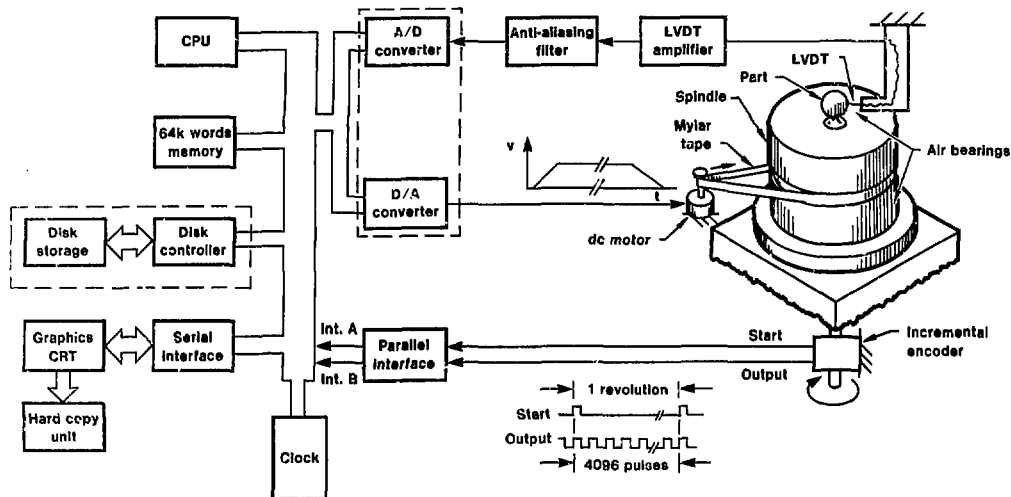 CPU
A/D
converter
Anti-aliasing
filter
LVDT
amplifier
LVDT
Part
Spindle
Mylar
tape
Air bearings
64k words
memory
v
t
D/A
converter
dc motor
Disk
storage
Disk
controller
Graphics
CRT
Serial
interface
Int. A
Int. B
Parallel
interface
Start
Output
Incremental
encoder
Hard copy
unit
Clock
1 revolution
Start
Output
4096 pulses